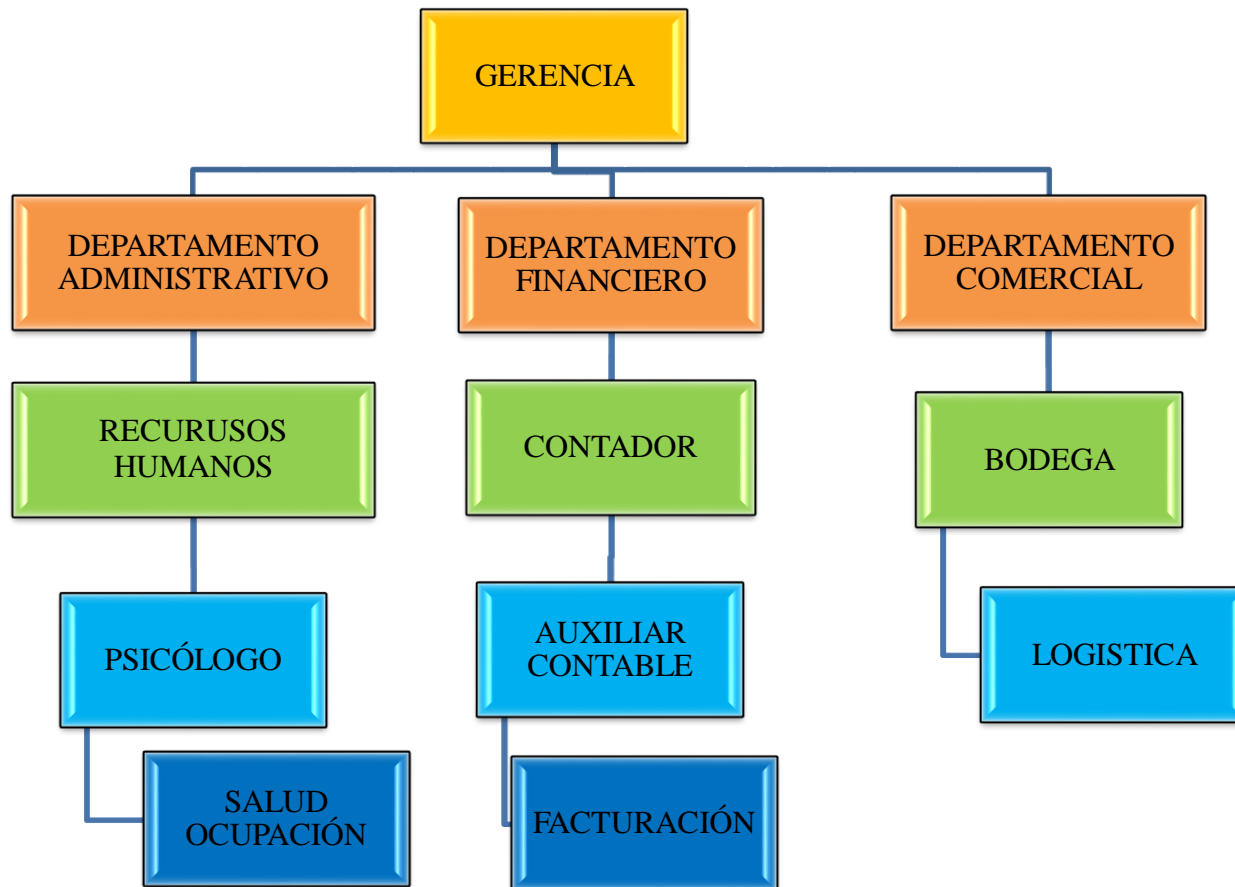 GERENCIA
DEPARTAMENTO
ADMINISTRATIVO
DEPARTAMENTO
FINANCIERO
DEPARTAMENTO
COMERCIAL
RECURUSOS
HUMANOS
CONTADOR
BODEGA
PSICÓLOGO
AUXILIAR
CONTABLE
LOGISTICA
SALUD
OCUPACIÓN
FACTURACIÓN